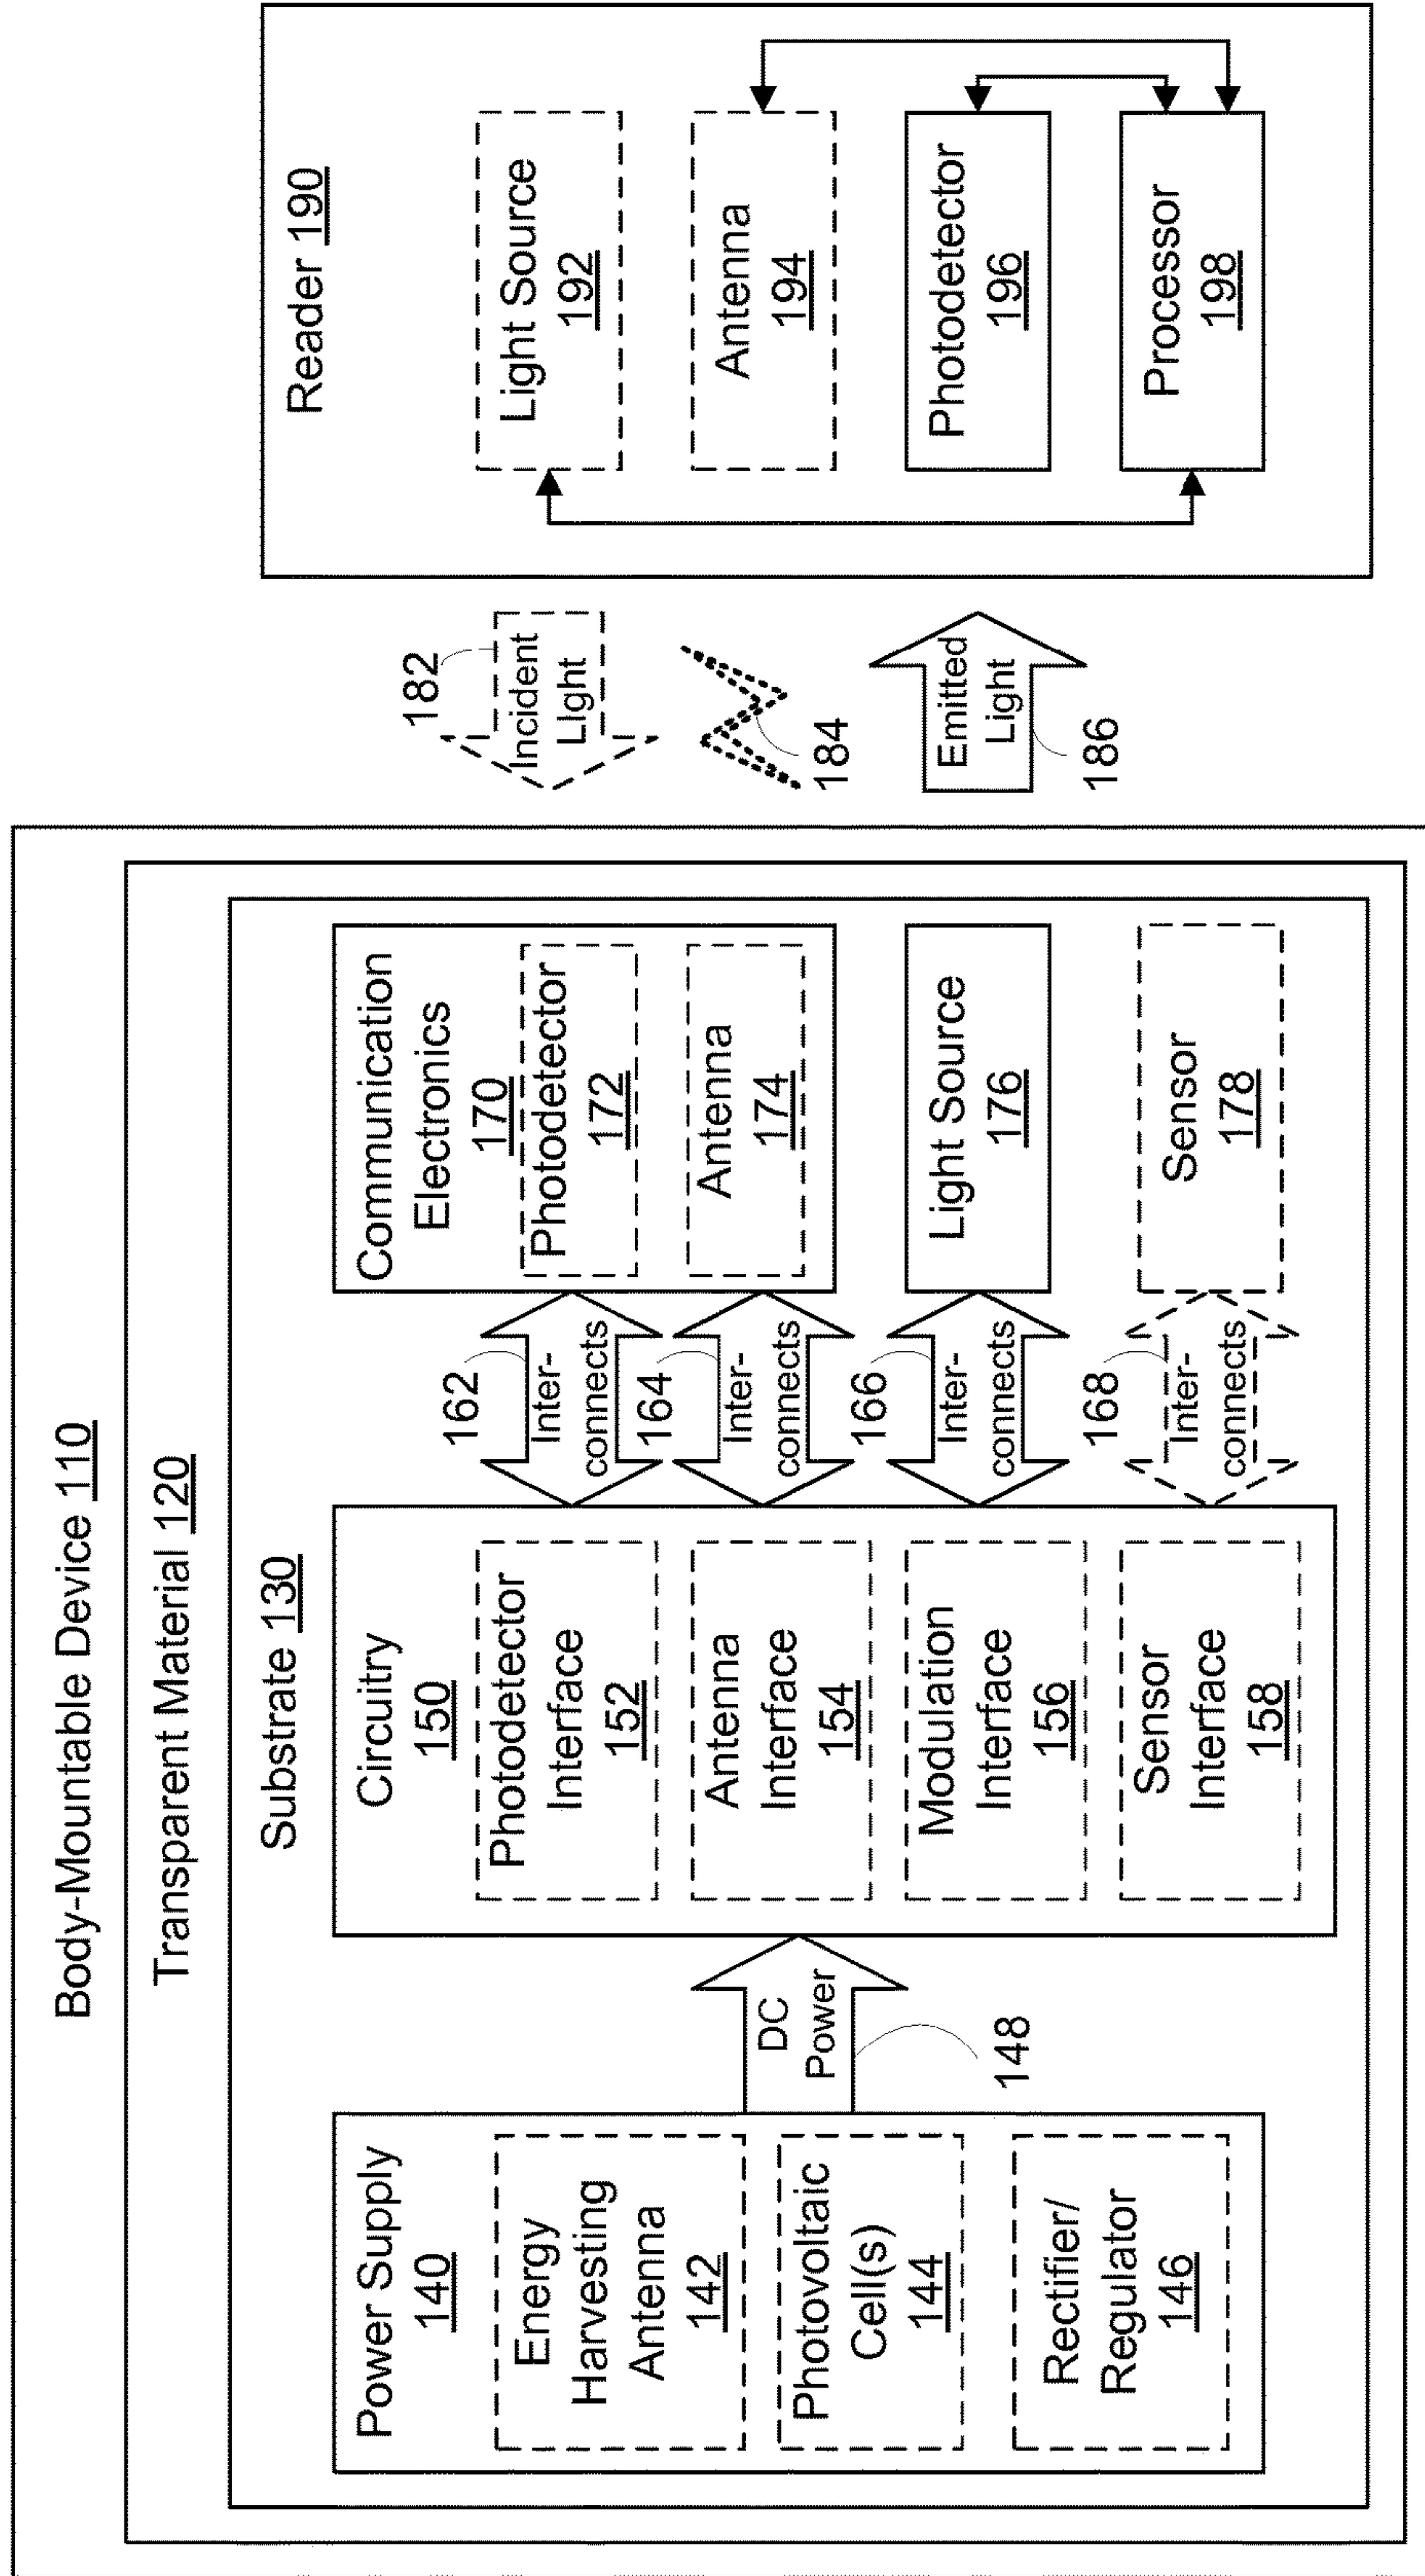 Body-Mountable Device 110
Transparent Material 120
Substrate 130
Power Supply
140
Energy
Harvesting
Antenna
142
Photovoltaic
Cell(s)
144
Rectifier/
Regulator
146
DC
Power
148
Circuitry
150
Photodetector
Interface
152
Antenna
Interface
154
Modulation
Interface
156
Sensor
Interface
158
162
Inter-
connects
164
Inter-
connects
166
Inter-
connects
168
Inter-
connects
Communication
Electronics
170
Photodetector
172
Antenna
174
Light Source
176
Sensor
178
182
Incident
LIght
184
Emitted
Light
186
Reader 190
Light Source
192
Antenna
194
Photodetector
196
Processor
198